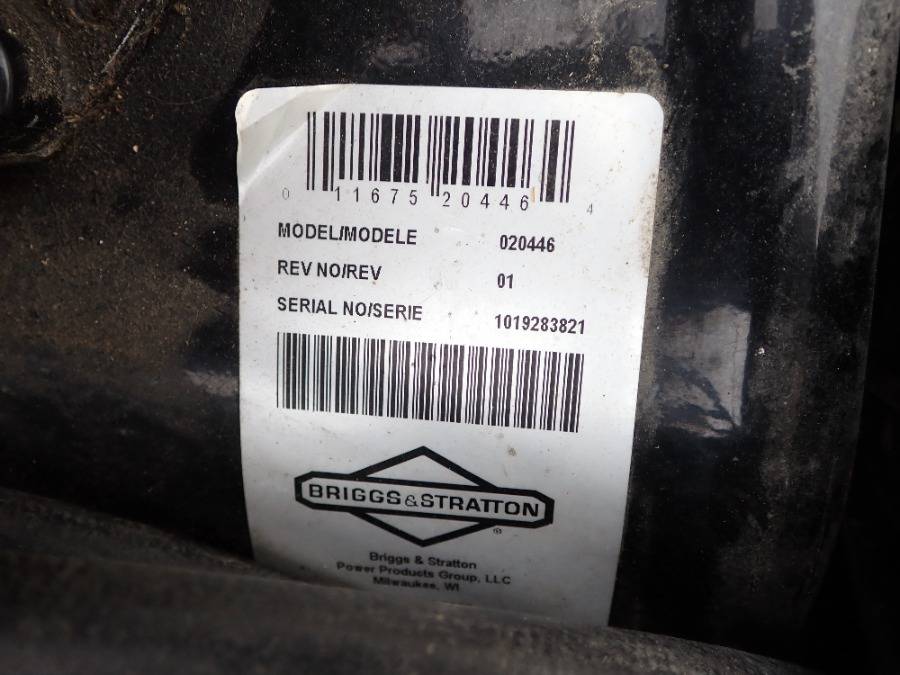 0 11675 20446 4
MODEL/MODELE 020446
REV NO/REV 01
SERIAL NO/SERIE 1019283821
BRIGGS&STRATTON®
Briggs & Stratton
Power Products Group, LLC
Milwaukee, WI